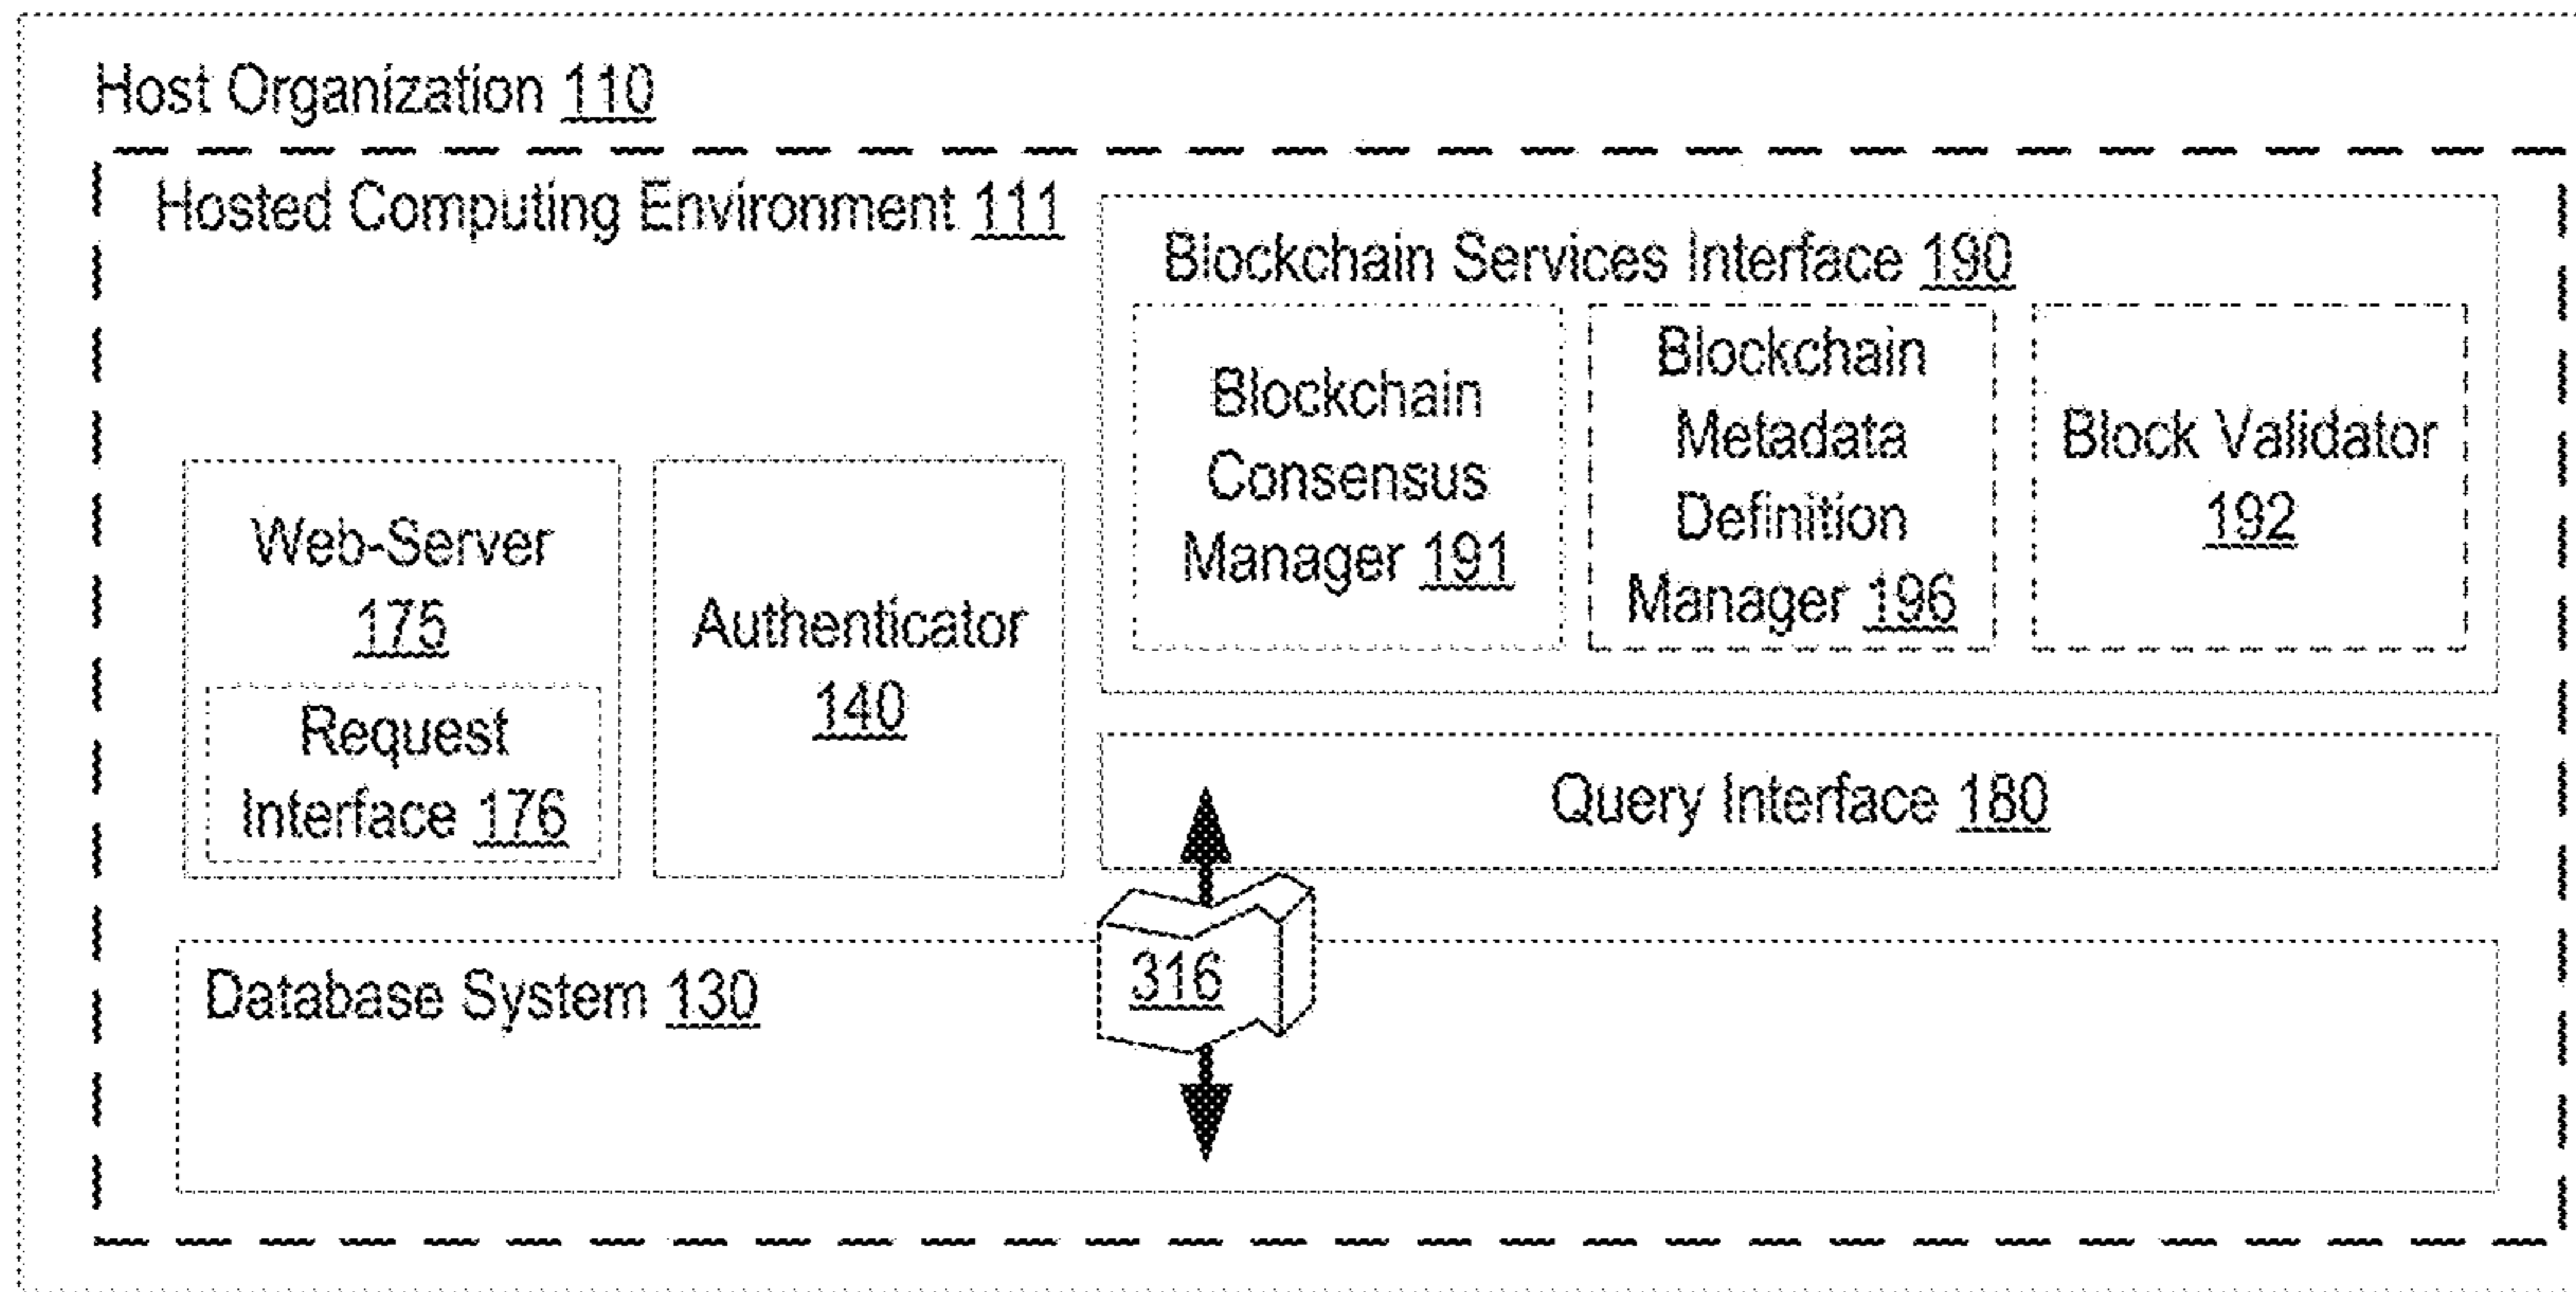 Host Organization 110
Hosted Computing Environment 111
Blockchain Services Interface 190
Blockchain
Consensus
Manager 191
Blockchain
Metadata
Definition
Manager 196
Block Validator
192
Web-Server
175
Request
Interface 176
Authenticator
140
Query Interface 180
Database System 130
316